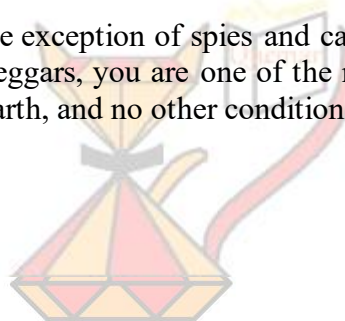 e exception of spies and ca
eggars, you are one of the
arth, and no other condition